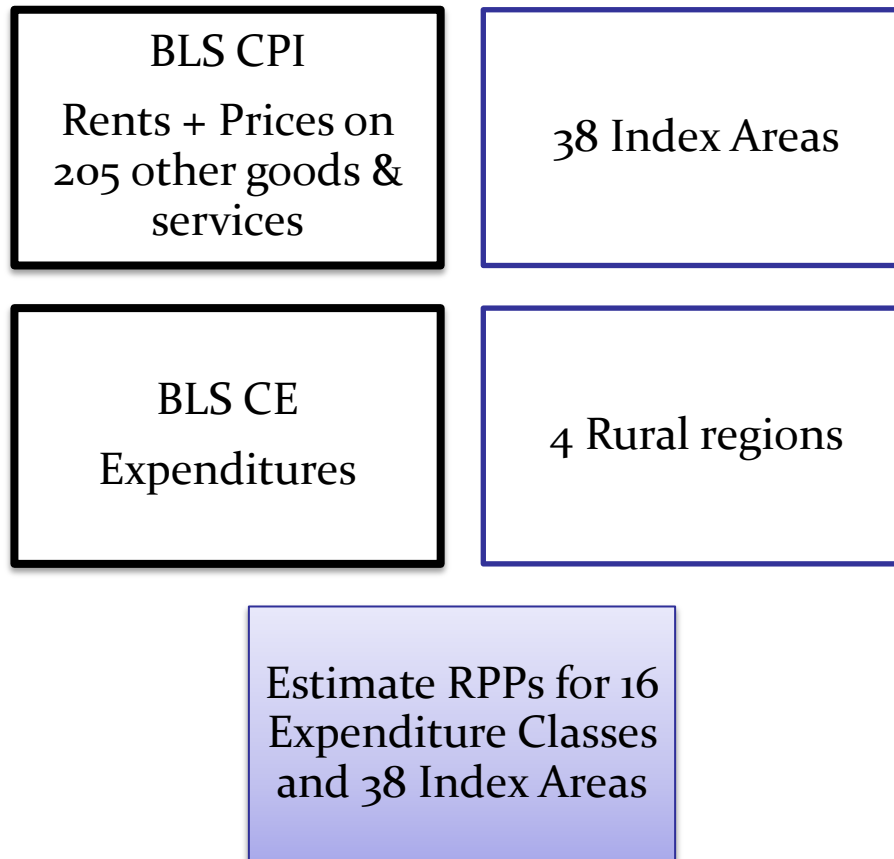 BLS CPI
Rents + Prices on
205 other goods &
services
38 Index Areas
BLS CE
Expenditures
4 Rural regions
Estimate RPPs for 16
Expenditure Classes
and 38 Index Areas